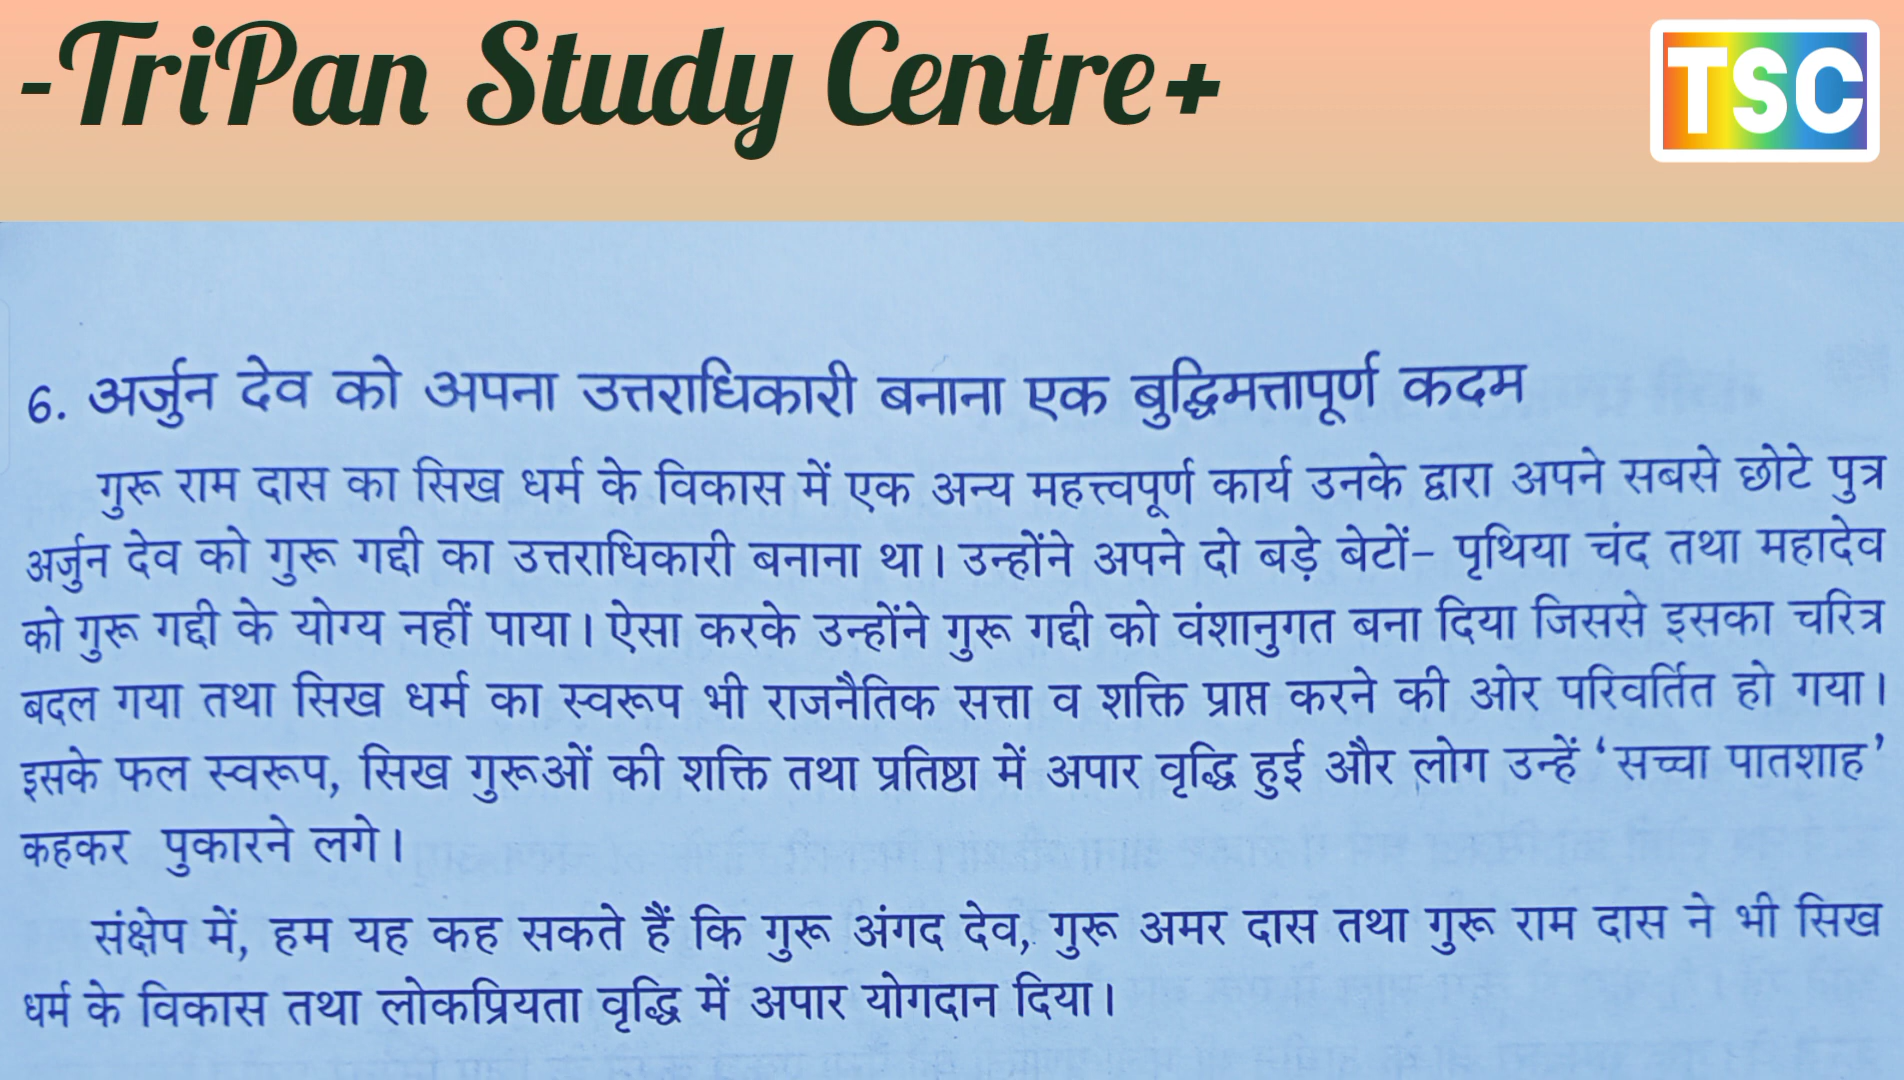 -TriPan Study Centre+
TSC
6. अर्जुन देव को अपना उत्तराधिकारी बनाना एक बुद्धिमत्तापूर्ण कदम
गुरू राम दास का सिख धर्म के विकास में एक अन्य महत्त्वपूर्ण कार्य उनके द्वारा अपने सबसे छोटे पुत्र
अर्जुन देव को गुरू गद्दी का उत्तराधिकारी बनाना था। उन्होंने अपने दो बड़े बेटों- पृथिया चंद तथा महादेव
को गुरू गद्दी के योग्य नहीं पाया। ऐसा करके उन्होंने गुरू गद्दी को वंशानुगत बना दिया जिससे इसका चरित्र
बदल गया तथा सिख धर्म का स्वरूप भी राजनैतिक सत्ता व शक्ति प्राप्त करने की ओर परिवर्तित हो गया।
इसके फल स्वरूप, सिख गुरूओं की शक्ति तथा प्रतिष्ठा में अपार वृद्धि हुई और लोग उन्हें ‘सच्चा पातशाह’
कहकर पुकारने लगे।
संक्षेप में, हम यह कह सकते हैं कि गुरू अंगद देव, गुरू अमर दास तथा गुरू राम दास ने भी सिख
धर्म के विकास तथा लोकप्रियता वृद्धि में अपार योगदान दिया।